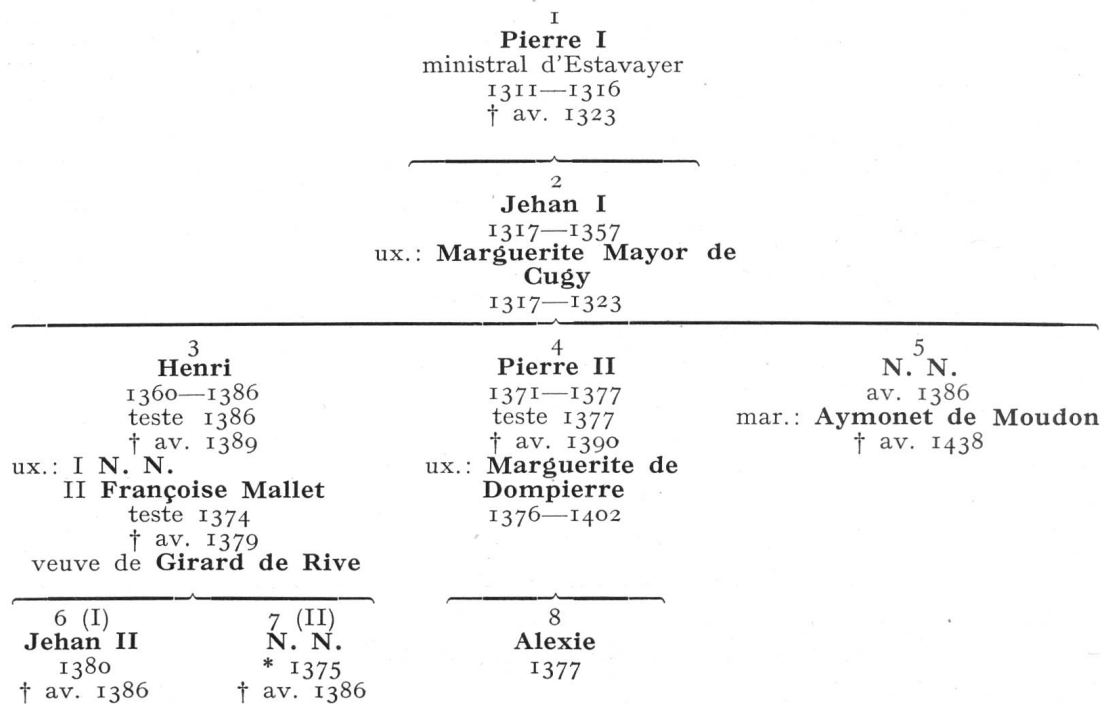 1
Pierre I
ministral d'Estavayer
1311—1316
† av. 1323
2
Jehan I
1317—1357
ux.: Marguerite Mayor de
Cugy
1317—1323
3
Henri
1360—1386
teste 1386
† av. 1389
ux.: I N. N.
II Françoise Mallet
teste 1374
† av. 1379
veuve de Girard de Rive
4
Pierre II
1371—1377
teste 1377
† av. 1390
ux.: Marguerite de
Dompierre
1376—1402
5
N. N.
av. 1386
mar.: Aymonet de Moudon
† av. 1438
6 (I)
Jehan II
1380
† av. 1386
7 (II)
N. N.
* 1375
† av. 1386
8
Alexie
1377